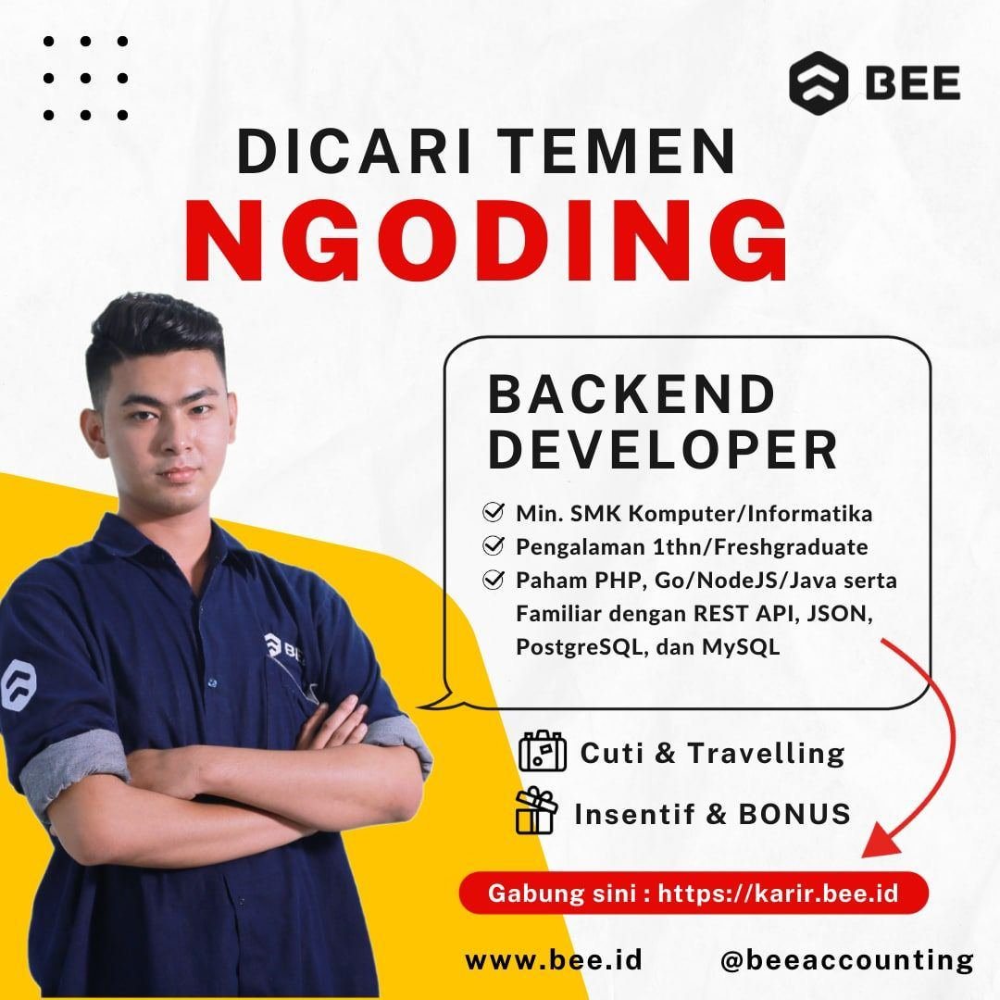 BEE
DICARI TEMEN
NGODING
BACKEND
DEVELOPER
Min. SMK Komputer/Informatika
Pengalaman 1thn/Freshgraduate
Paham PHP, Go/NodeJS/Java serta
Familiar dengan REST API, JSON,
PostgreSQL, dan MySQL
BEE
Cuti & Travelling
Insentif & BONUS
Gabung sini : https://karir.bee.id
www.bee.id
@beeaccounting